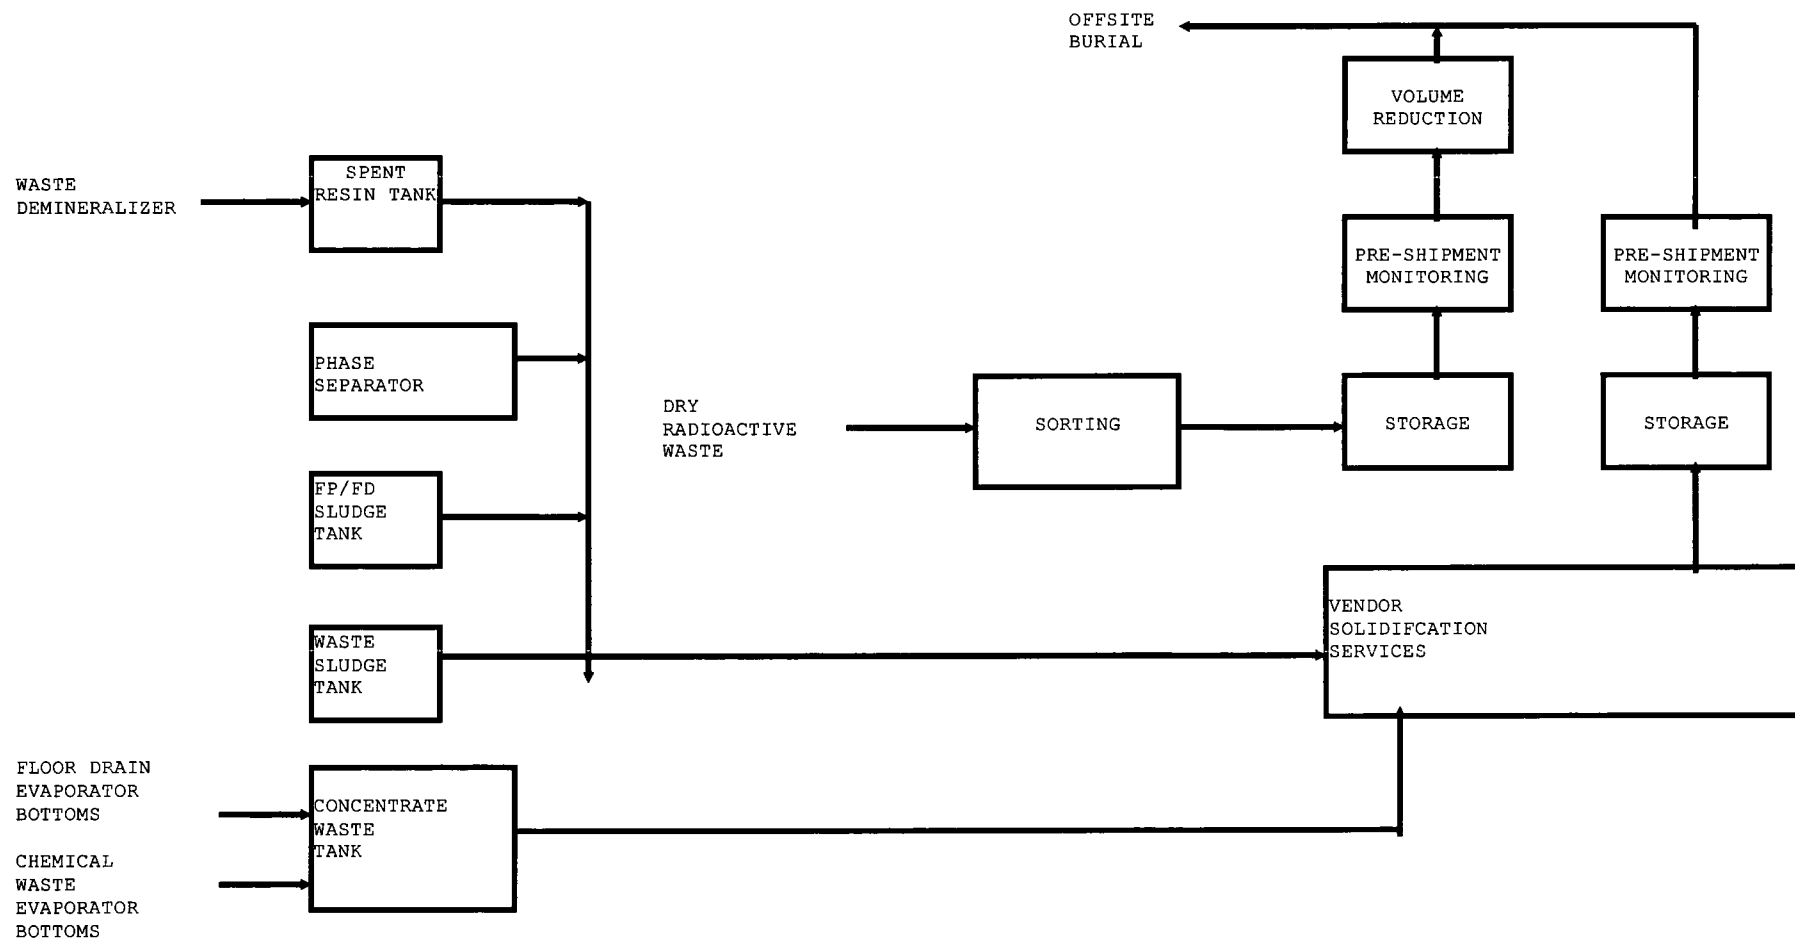 OFFSITE
BURIAL
VOLUME
REDUCTION
SPENT
RESIN TANK
WASTE
DEMINERALIZER
PRE-SHIPMENT
MONITORING
PRE-SHIPMENT
MONITORING
PHASE
SEPARATOR
DRY
RADIOACTIVE
WASTE
SORTING
STORAGE
STORAGE
FP/FD
SLUDGE
TANK
VENDOR
SOLIDIFCATION
SERVICES
WASTE
SLUDGE
TANK
FLOOR DRAIN
EVAPORATOR
BOTTOMS
CONCENTRATE
WASTE
TANK
CHEMICAL
WASTE
EVAPORATOR
BOTTOMS